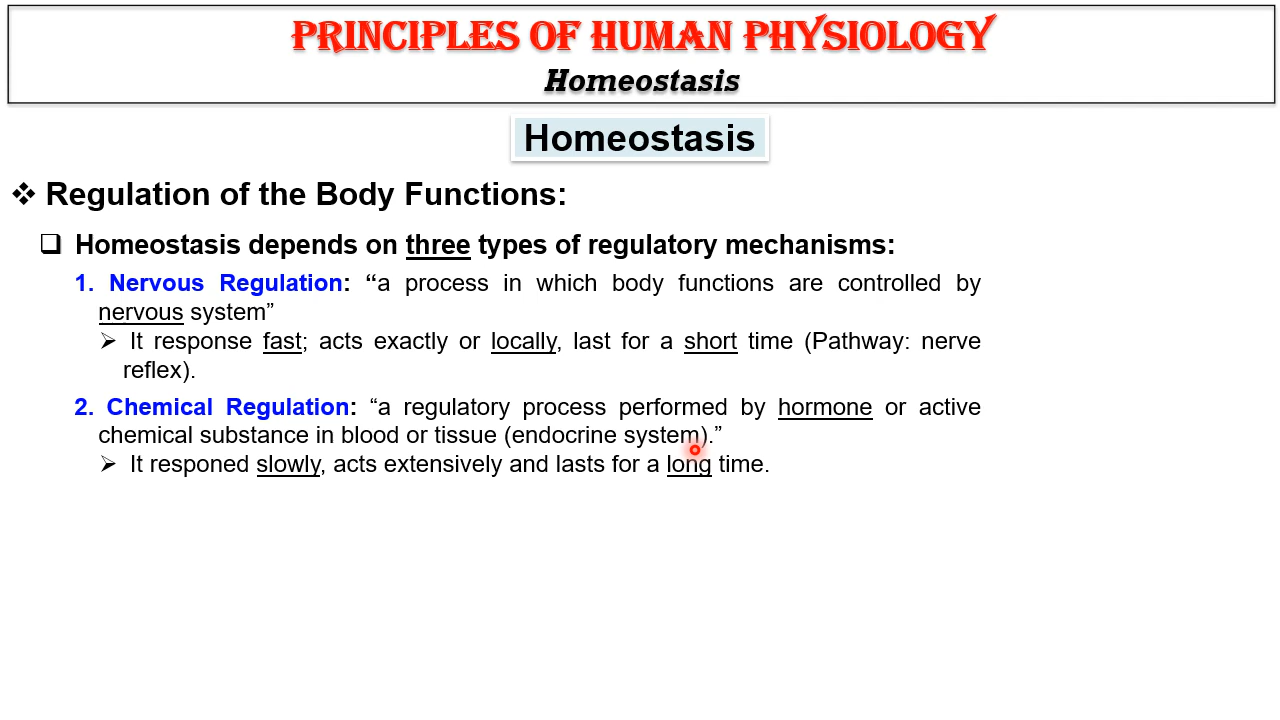 PRINCIPLES OF HUMAN PHYSIOLOGY
Homeostasis
Homeostasis
❖ Regulation of the Body Functions:
❑ Homeostasis depends on three types of regulatory mechanisms:
1. Nervous Regulation: “a process in which body functions are controlled by
nervous system”
➢ It response fast; acts exactly or locally, last for a short time (Pathway: nerve
reflex).
2. Chemical Regulation: “a regulatory process performed by hormone or active
chemical substance in blood or tissue (endocrine system).”
➢ It responed slowly, acts extensively and lasts for a long time.